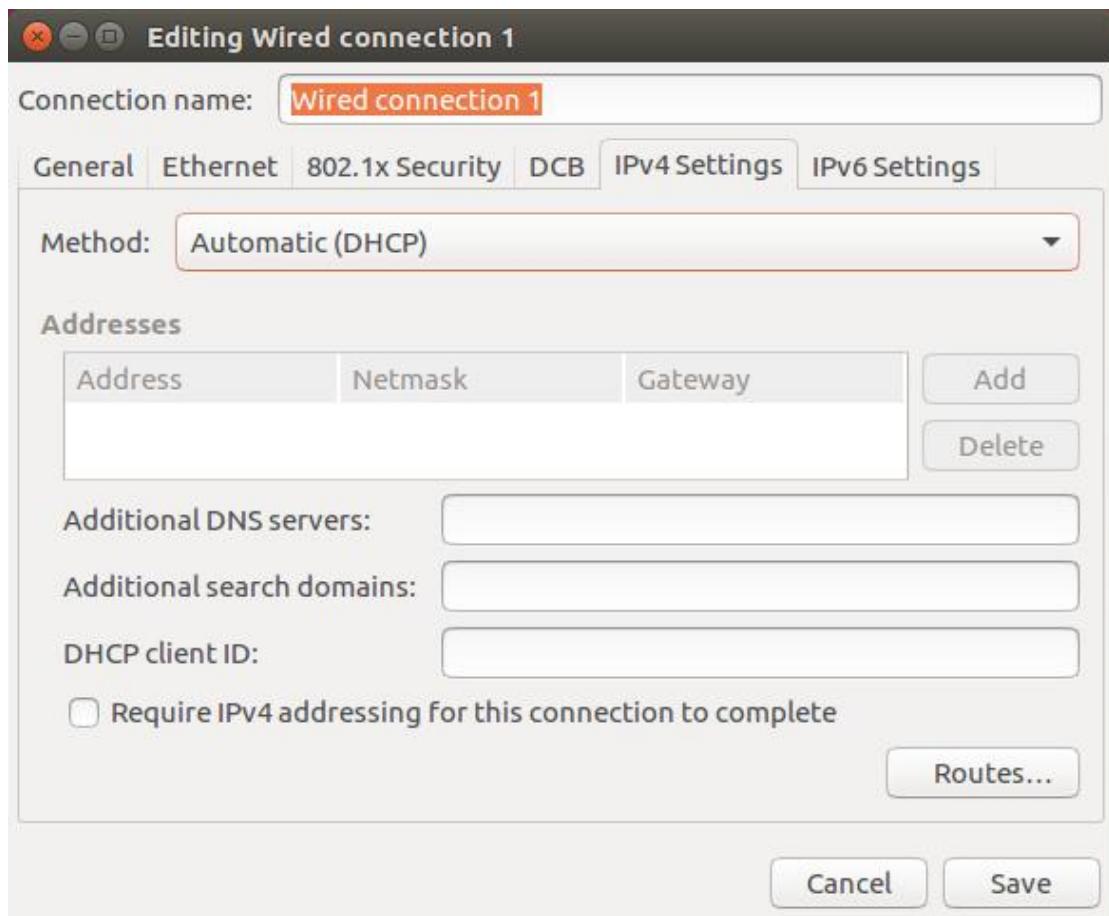 Editing Wired connection 1
Connection name: Wired connection 1
General Ethernet 802.1x Security DCB IPv4 Settings IPv6 Settings
Method: Automatic (DHCP)
Addresses
Address Netmask Gateway Add
Delete
Additional DNS servers:
Additional search domains:
DHCP client ID:
Require IPv4 addressing for this connection to complete
Routes...
Cancel Save